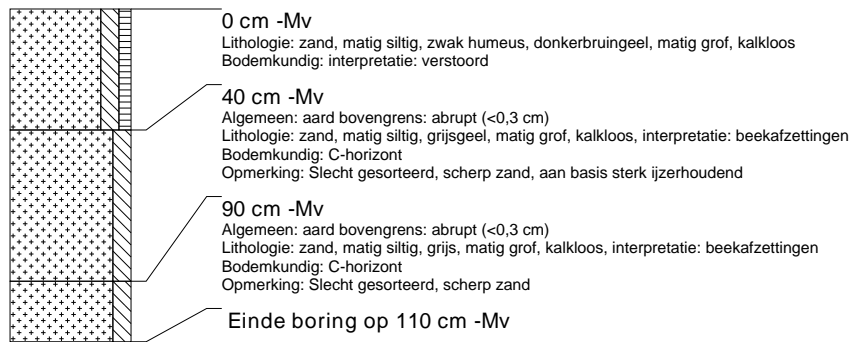 0 cm -Mv
Lithologie: zand, matig siltig, zwak humeus, donkerbruingeel, matig grof, kalkloos
Bodemkundig: interpretatie: verstoord
40 cm -Mv
Algemeen: aard bovengrens: abrupt (<0,3 cm)
Lithologie: zand, matig siltig, grijsgeel, matig grof, kalkloos, interpretatie: beekafzettingen
Bodemkundig: C-horizont
Opmerking: Slecht gesorteerd, scherp zand, aan basis sterk ijzerhoudend
90 cm -Mv
Algemeen: aard bovengrens: abrupt (<0,3 cm)
Lithologie: zand, matig siltig, grijs, matig grof, kalkloos, interpretatie: beekafzettingen
Bodemkundig: C-horizont
Opmerking: Slecht gesorteerd, scherp zand
Einde boring op 110 cm -Mv